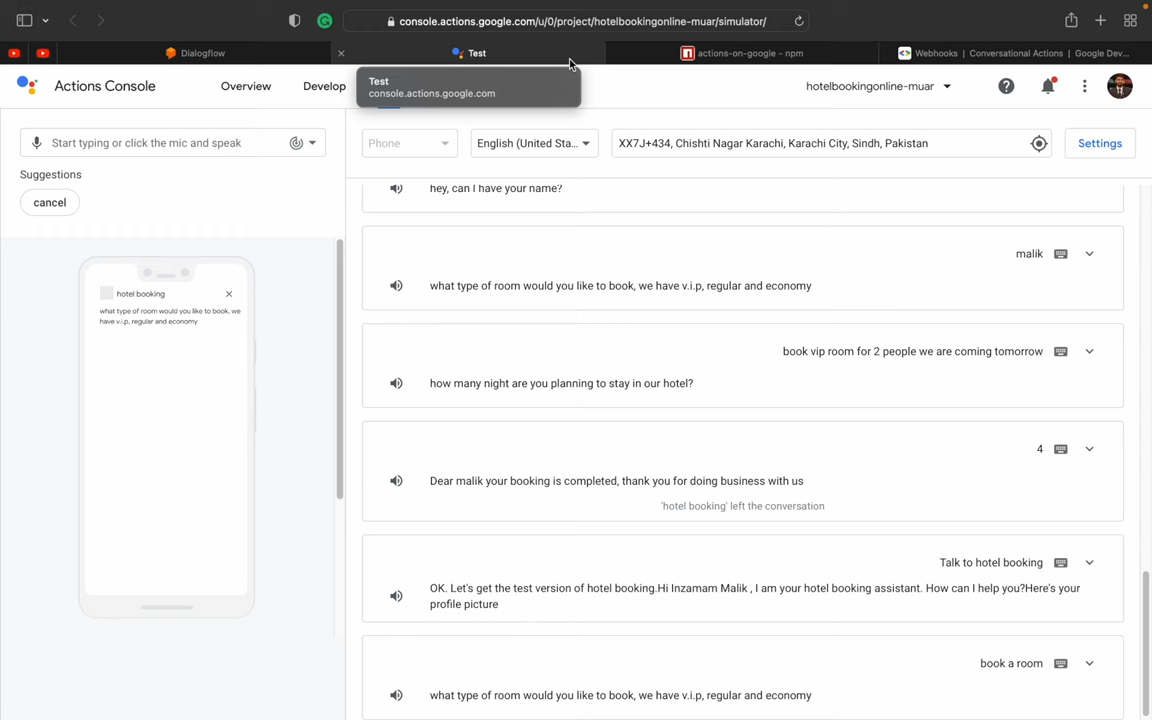 console.actions.google.com/u/0/project/hotelbookingonline-muar/simulator/
Dialogflow
Test
actions-on-google - npm
Webhooks | Conversational Actions | Google Dev...
Test
console.actions.google.com
Actions Console
Overview
Develop
hotelbookingonline-muar
Start typing or click the mic and speak
Phone
English (United Sta...
XX7J+434, Chishti Nagar Karachi, Karachi City, Sindh, Pakistan
Settings
Suggestions
cancel
hotel booking
what type of room would you like to book, we
have v.i.p, regular and economy
hey, can I have your name?
malik
what type of room would you like to book, we have v.i.p, regular and economy
book vip room for 2 people we are coming tomorrow
how many night are you planning to stay in our hotel?
4
Dear malik your booking is completed, thank you for doing business with us
'hotel booking' left the conversation
Talk to hotel booking
OK. Let's get the test version of hotel booking.Hi Inzamam Malik , I am your hotel booking assistant. How can I help you?Here's your
profile picture
book a room
what type of room would you like to book, we have v.i.p, regular and economy